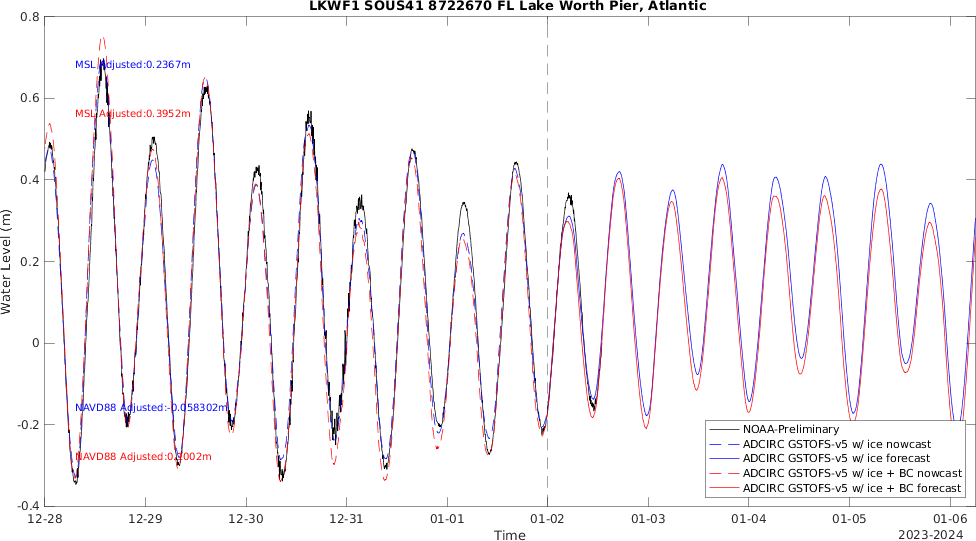 LKWF1 SOUS41 8722670 FL Lake Worth Pier, Atlantic
0.8
0.6
0.4
0.2
0
-0.2
-0.4
Water Level (m)
MSL Adjusted:0.2367m
MSL Adjusted:0.3952m
NAVD88 Adjusted:-0.058302m
NAVD88 Adjusted:
NOAA-Preliminary
ADCIRC GSTOFS-v5 w/ ice nowcast
ADCIRC GSTOFS-v5 w/ ice forecast
ADCIRC GSTOFS-v5 w/ ice + BC nowcast
ADCIRC GSTOFS-v5 w/ ice + BC forecast
12-28 12-29 12-30 12-31 01-01 01-02 01-03 01-04 01-05 01-06
Time
2023-2024